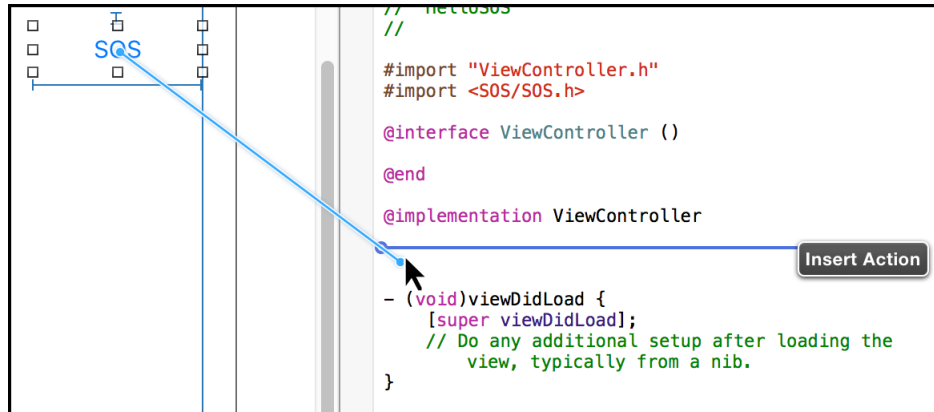 //  HelloSOS
//
SOS
#import "ViewController.h"
#import <SOS/SOS.h>
@interface ViewController ()
@end
@implementation ViewController
Insert Action
- (void)viewDidLoad {
[super viewDidLoad];
// Do any additional setup after loading the
view, typically from a nib.
}